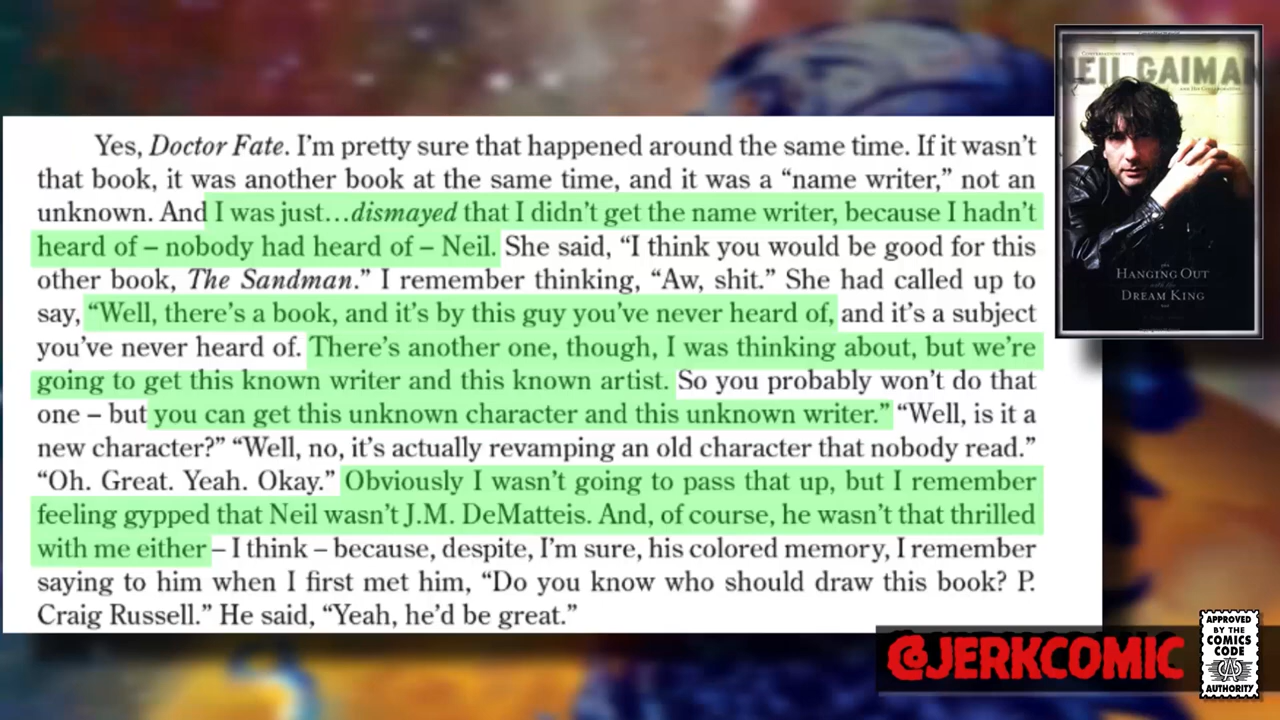 Yes, Doctor Fate. I'm pretty sure that happened around the same time. If it wasn't
that book, it was another book at the same time, and it was a “name writer,” not an
unknown. And I was just…dismayed that I didn't get the name writer, because I hadn't
heard of – nobody had heard of – Neil. She said, “I think you would be good for this
other book, The Sandman.” I remember thinking, “Aw, shit.” She had called up to
say, “Well, there's a book, and it's by this guy you've never heard of, and it's a subject
you've never heard of. There's another one, though, I was thinking about, but we're
going to get this known writer and this known artist. So you probably won't do that
one – but you can get this unknown character and this unknown writer.” “Well, is it a
new character?” “Well, no, it's actually revamping an old character that nobody read.”
“Oh. Great. Yeah. Okay.” Obviously I wasn't going to pass that up, but I remember
feeling gypped that Neil wasn't J.M. DeMatteis. And, of course, he wasn't that thrilled
with me either – I think – because, despite, I'm sure, his colored memory, I remember
saying to him when I first met him, “Do you know who should draw this book? P.
Craig Russell.” He said, “Yeah, he'd be great.”
CONVERSATIONS WITH
NEIL GAIMAN
AND HIS COLLABORATORS
HANGING OUT
with the
DREAM KING
@JERKCOMIC
APPROVED
BY THE
COMICS
CODE
AUTHORITY